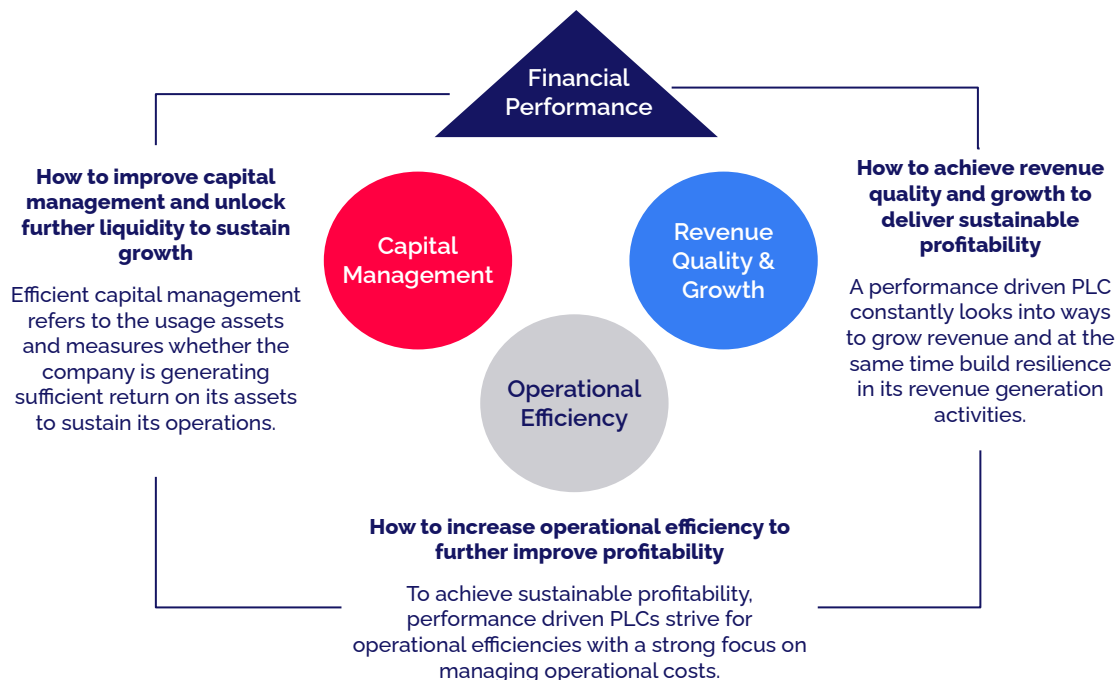 Financial
Performance
How to improve capital
management and unlock
further liquidity to sustain
growth
Efficient capital management
refers to the usage assets
and measures whether the
company is generating
sufficient return on its assets
to sustain its operations.
Capital
Management
Revenue
Quality &
Growth
How to achieve revenue
quality and growth to
deliver sustainable
profitability
A performance driven PLC
constantly looks into ways
to grow revenue and at the
same time build resilience
in its revenue generation
activities.
Operational
Efficiency
How to increase operational efficiency to
further improve profitability
To achieve sustainable profitability,
performance driven PLCs strive for
operational efficiencies with a strong focus on
managing operational costs.